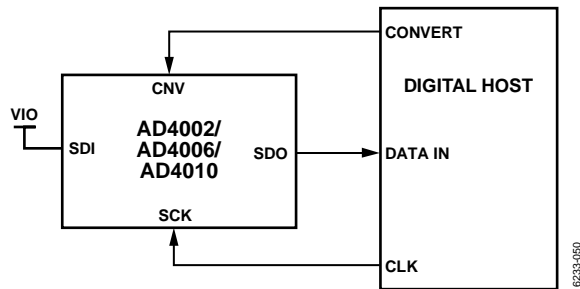 CONVERT
DIGITAL HOST
CNV
VIO
SDI
AD4002/
AD4006/
AD4010
SDO
DATA IN
SCK
CLK
6233-050